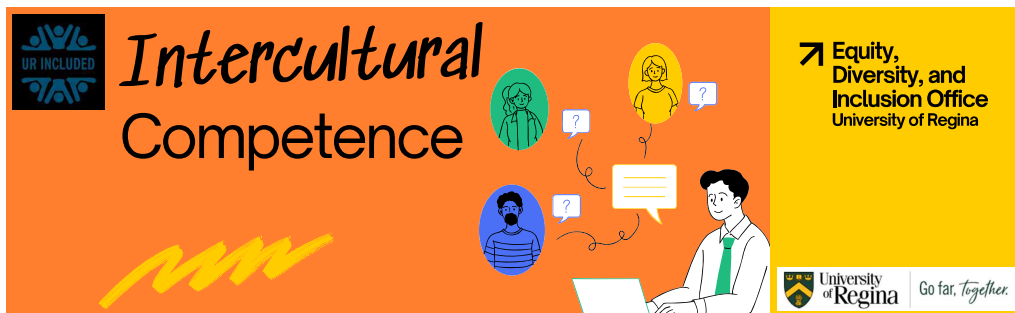 UR INCLUDED
Intercultural
Competence
?
?
?
Equity,
Diversity, and
Inclusion Office
University of Regina
University
of Regina
Go far, together.